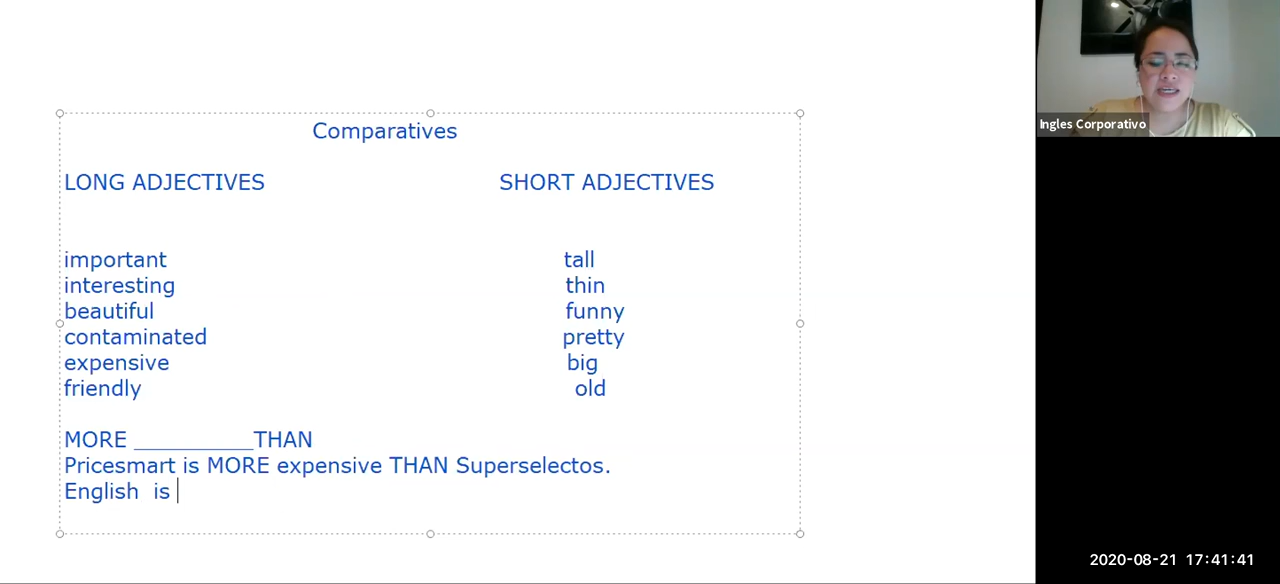 Comparatives
LONG ADJECTIVES SHORT ADJECTIVES
important tall
interesting thin
beautiful funny
contaminated pretty
expensive big
friendly old
MORE __________THAN
Pricesmart is MORE expensive THAN Superselectos.
English is
Ingles Corporativo
2020-08-21 17:41:41